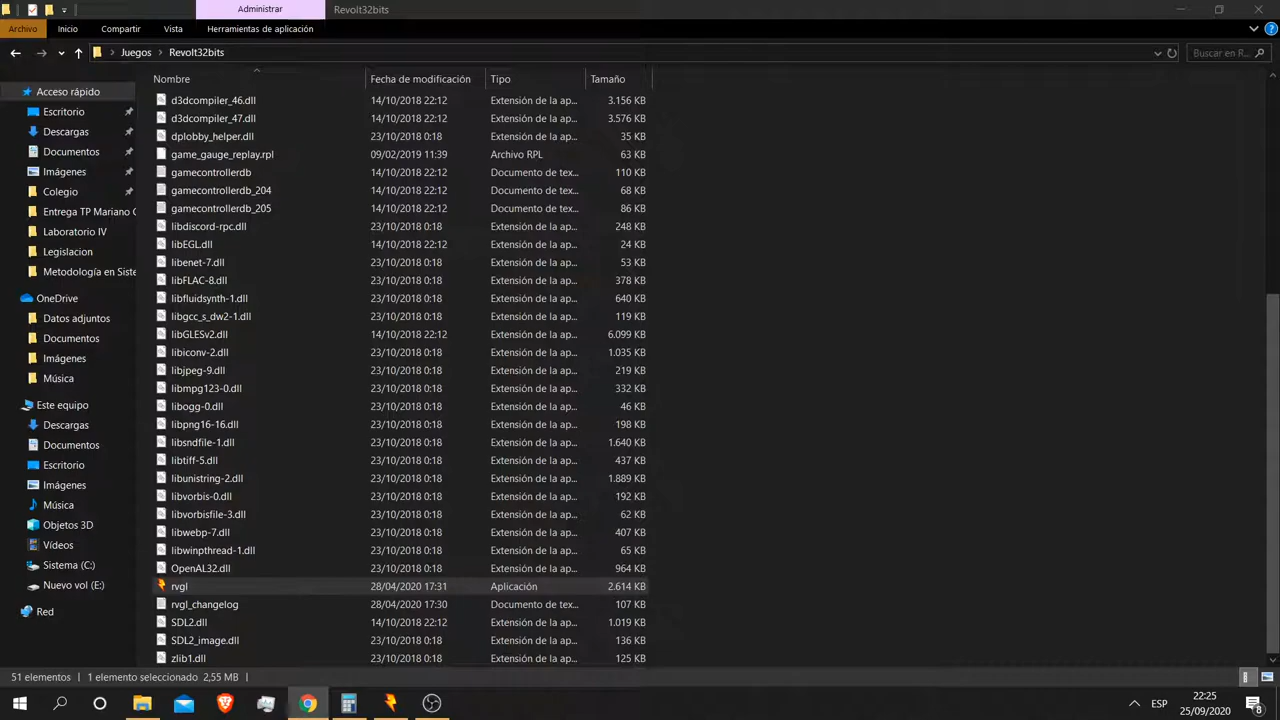 Administrar
Revolt32bits
Archivo
Inicio
Compartir
Vista
Herramientas de aplicación
Juegos
Revolt32bits
Buscar en R...
Nombre
Fecha de modificación
Tipo
Tamaño
Acceso rápido
Escritorio
Descargas
Documentos
Imágenes
Colegio
Entrega TP Mariano C
Laboratorio IV
Legislacion
Metodología en Siste
OneDrive
Datos adjuntos
Documentos
Imágenes
Música
Este equipo
Descargas
Documentos
Escritorio
Imágenes
Música
Objetos 3D
Vídeos
Sistema (C:)
Nuevo vol (E:)
Red
d3dcompiler_46.dll 14/10/2018 22:12 Extensión de la ap... 3.156 KB
d3dcompiler_47.dll 14/10/2018 22:12 Extensión de la ap... 3.576 KB
dplobby_helper.dll 23/10/2018 0:18 Extensión de la ap... 35 KB
game_gauge_replay.rpl 09/02/2019 11:39 Archivo RPL 63 KB
gamecontrollerdb 14/10/2018 22:12 Documento de tex... 110 KB
gamecontrollerdb_204 14/10/2018 22:12 Documento de tex... 68 KB
gamecontrollerdb_205 14/10/2018 22:12 Documento de tex... 86 KB
libdiscord-rpc.dll 23/10/2018 0:18 Extensión de la ap... 248 KB
libEGL.dll 14/10/2018 22:12 Extensión de la ap... 24 KB
libenet-7.dll 23/10/2018 0:18 Extensión de la ap... 53 KB
libFLAC-8.dll 23/10/2018 0:18 Extensión de la ap... 378 KB
libfluidsynth-1.dll 23/10/2018 0:18 Extensión de la ap... 640 KB
libgcc_s_dw2-1.dll 23/10/2018 0:18 Extensión de la ap... 119 KB
libGLESv2.dll 14/10/2018 22:12 Extensión de la ap... 6.099 KB
libiconv-2.dll 23/10/2018 0:18 Extensión de la ap... 1.035 KB
libjpeg-9.dll 23/10/2018 0:18 Extensión de la ap... 219 KB
libmpg123-0.dll 23/10/2018 0:18 Extensión de la ap... 332 KB
libogg-0.dll 23/10/2018 0:18 Extensión de la ap... 46 KB
libpng16-16.dll 23/10/2018 0:18 Extensión de la ap... 198 KB
libsndfile-1.dll 23/10/2018 0:18 Extensión de la ap... 1.640 KB
libtiff-5.dll 23/10/2018 0:18 Extensión de la ap... 437 KB
libunistring-2.dll 23/10/2018 0:18 Extensión de la ap... 1.889 KB
libvorbis-0.dll 23/10/2018 0:18 Extensión de la ap... 192 KB
libvorbisfile-3.dll 23/10/2018 0:18 Extensión de la ap... 62 KB
libwebp-7.dll 23/10/2018 0:18 Extensión de la ap... 407 KB
libwinpthread-1.dll 23/10/2018 0:18 Extensión de la ap... 65 KB
OpenAL32.dll 23/10/2018 0:18 Extensión de la ap... 964 KB
rvgl 28/04/2020 17:31 Aplicación 2.614 KB
rvgl_changelog 28/04/2020 17:30 Documento de tex... 107 KB
SDL2.dll 14/10/2018 22:12 Extensión de la ap... 1.019 KB
SDL2_image.dll 23/10/2018 0:18 Extensión de la ap... 136 KB
zlib1.dll 23/10/2018 0:18 Extensión de la ap... 125 KB
51 elementos
1 elemento seleccionado 2,55 MB
ESP
22:25
25/09/2020
8